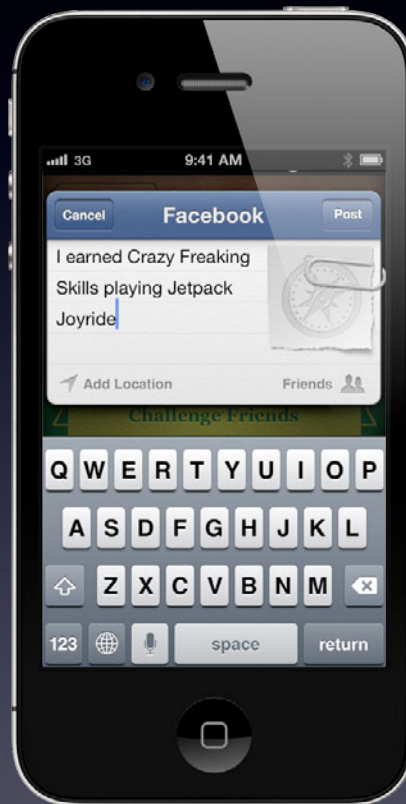 3G 9:41 AM
Cancel Facebook Post
I earned Crazy Freaking
Skills playing Jetpack
Joyride
Add Location Friends
Challenge Friends
Q W E R T Y U I O P
A S D F G H J K L
Z X C V B N M
123 space return